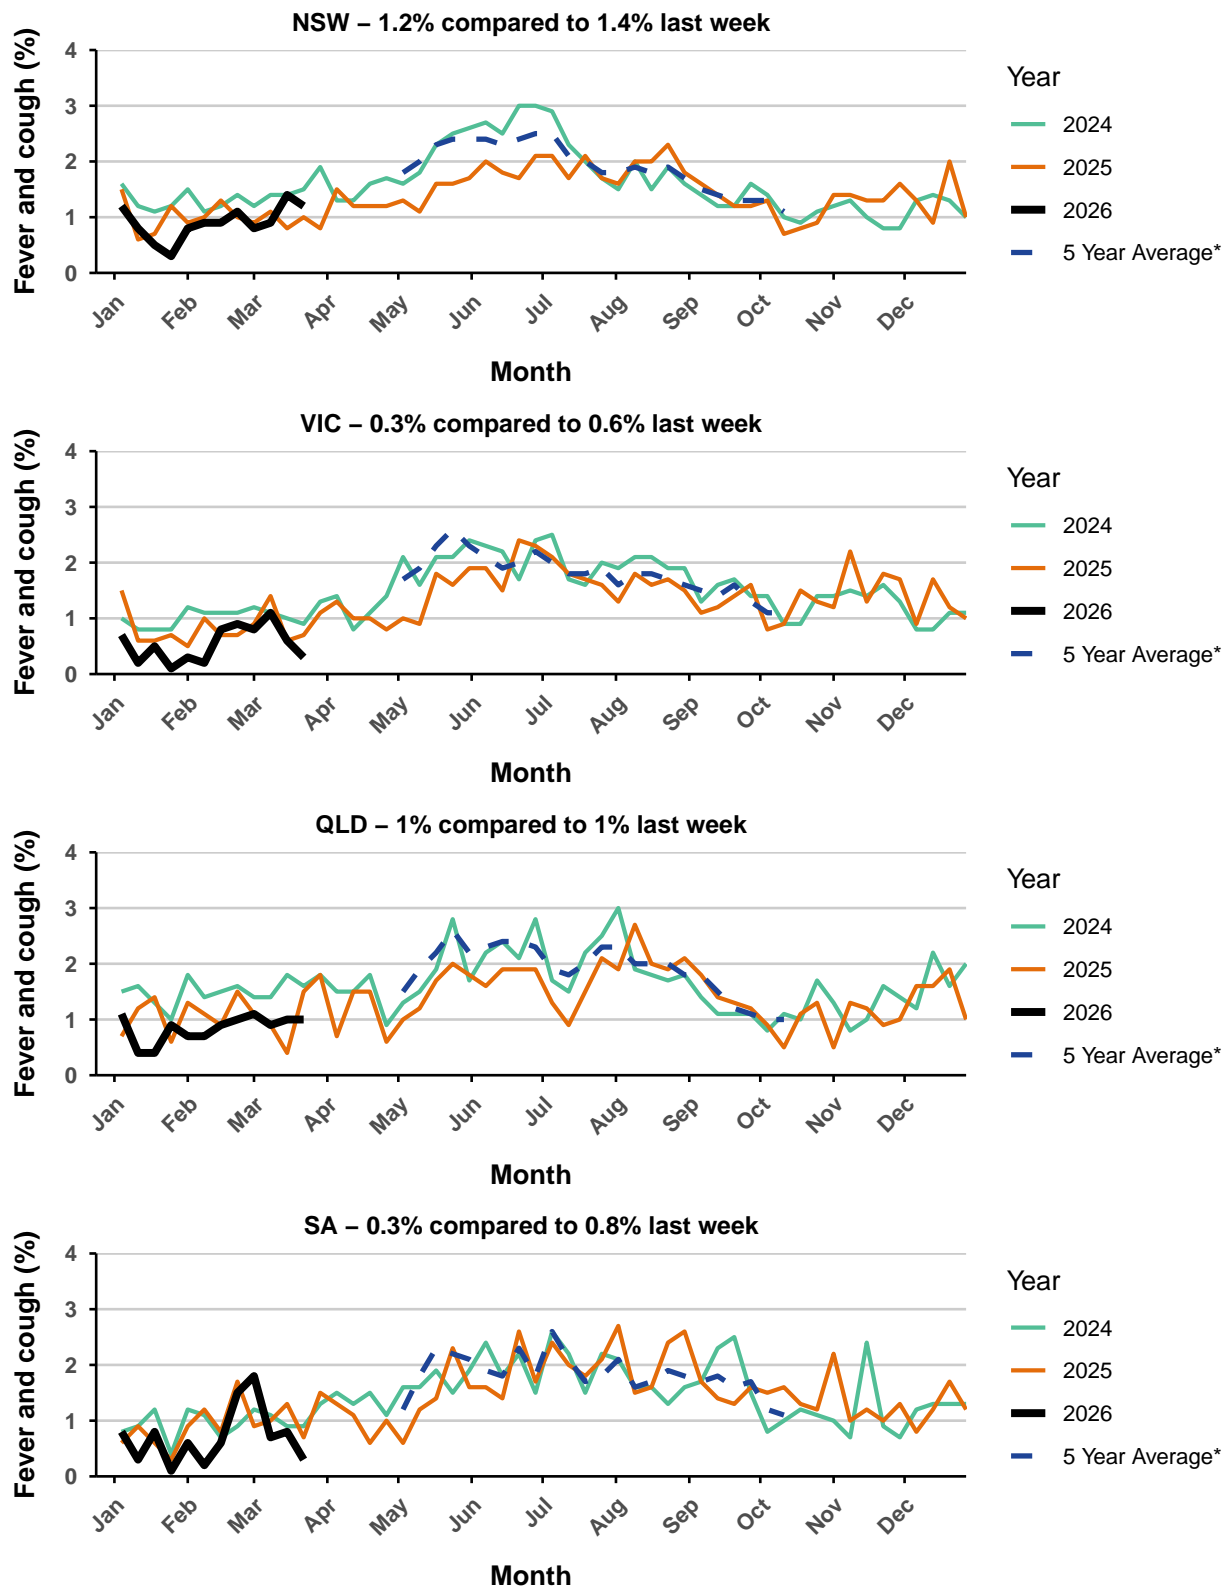 NSW – 1.2% compared to 1.4% last week
Fever and cough (%)
4
3
2
1
0
Jan Feb Mar Apr May Jun Jul Aug Sep Oct Nov Dec
Month
Year
2024
2025
2026
5 Year Average*
VIC – 0.3% compared to 0.6% last week
Fever and cough (%)
4
3
2
1
0
Jan Feb Mar Apr May Jun Jul Aug Sep Oct Nov Dec
Month
Year
2024
2025
2026
5 Year Average*
QLD – 1% compared to 1% last week
Fever and cough (%)
4
3
2
1
0
Jan Feb Mar Apr May Jun Jul Aug Sep Oct Nov Dec
Month
Year
2024
2025
2026
5 Year Average*
SA – 0.3% compared to 0.8% last week
Fever and cough (%)
4
3
2
1
0
Jan Feb Mar Apr May Jun Jul Aug Sep Oct Nov Dec
Month
Year
2024
2025
2026
5 Year Average*